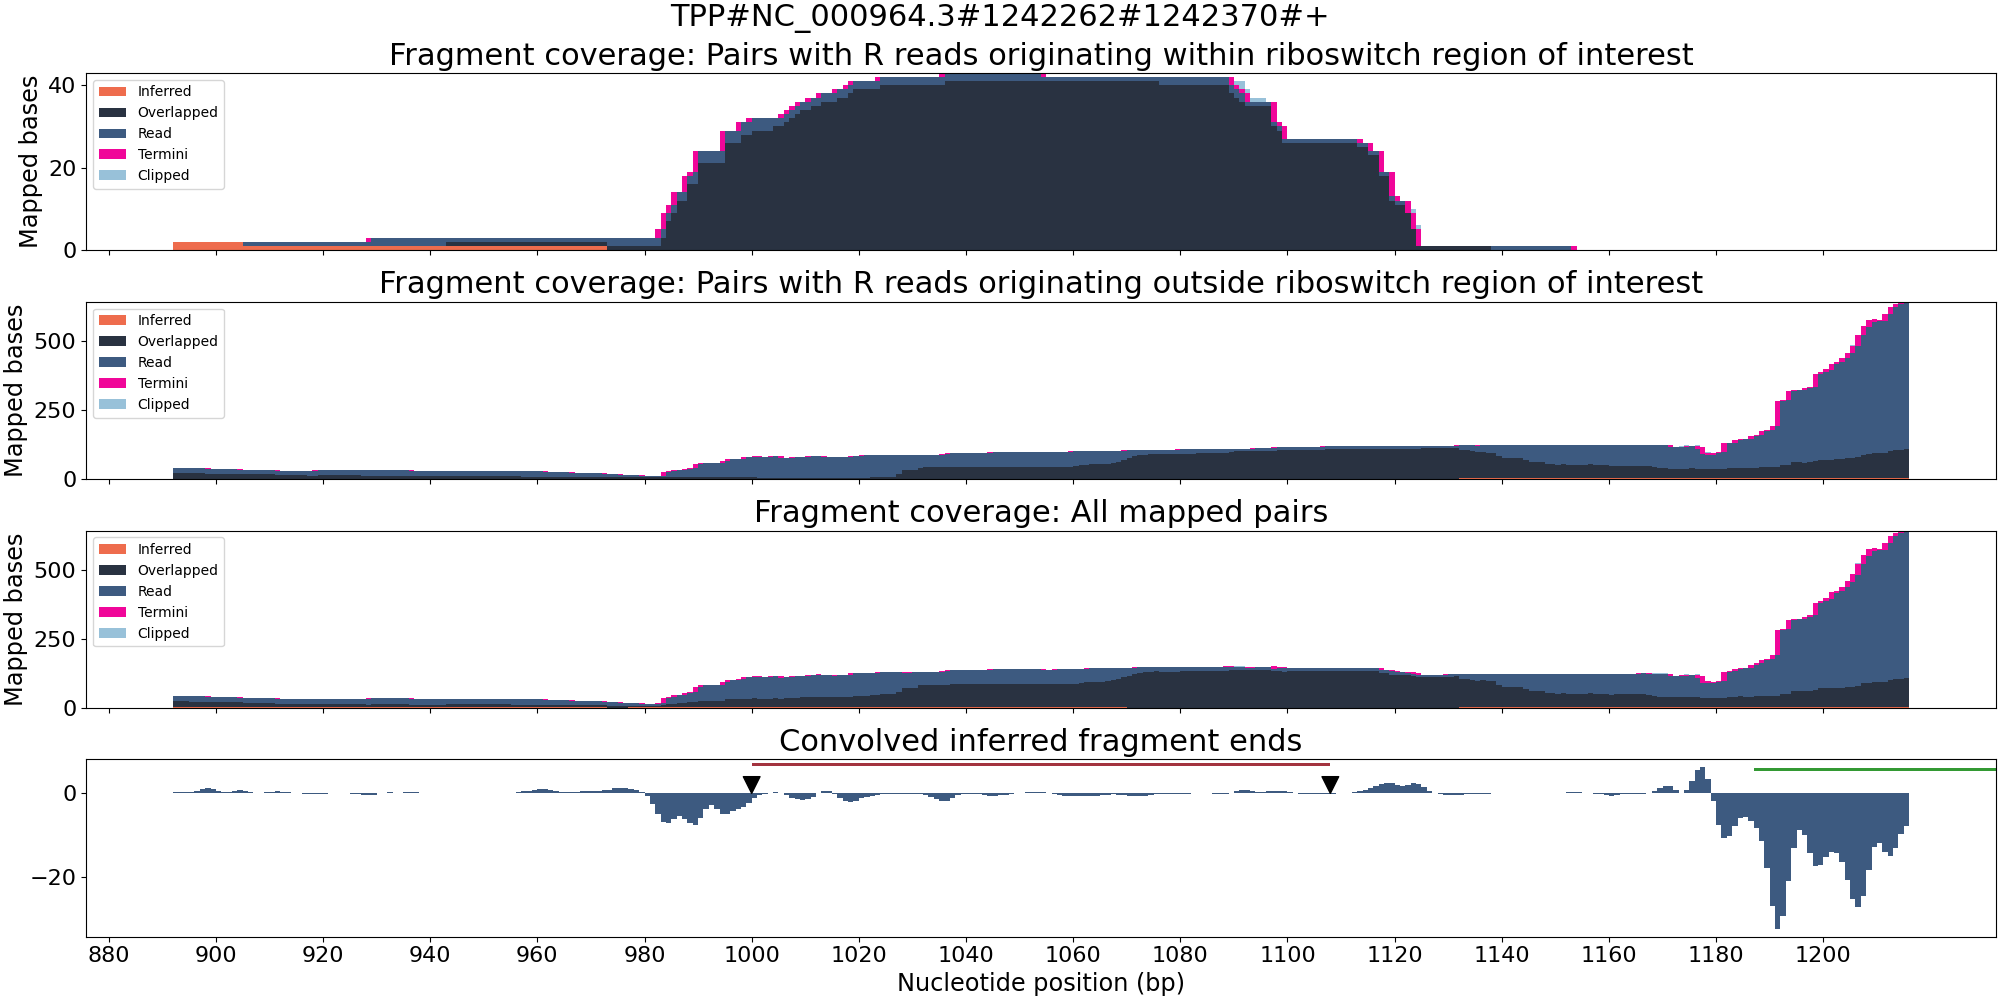 TPP#NC_000964.3#1242262#1242370#+
Fragment coverage: Pairs with R reads originating within riboswitch region of interest
Mapped bases
40
20
0
Inferred
Overlapped
Read
Termini
Clipped
Fragment coverage: Pairs with R reads originating outside riboswitch region of interest
Mapped bases
500
250
0
Inferred
Overlapped
Read
Termini
Clipped
Fragment coverage: All mapped pairs
Mapped bases
500
250
0
Inferred
Overlapped
Read
Termini
Clipped
Convolved inferred fragment ends
0
−20
880 900 920 940 960 980 1000 1020 1040 1060 1080 1100 1120 1140 1160 1180 1200
Nucleotide position (bp)